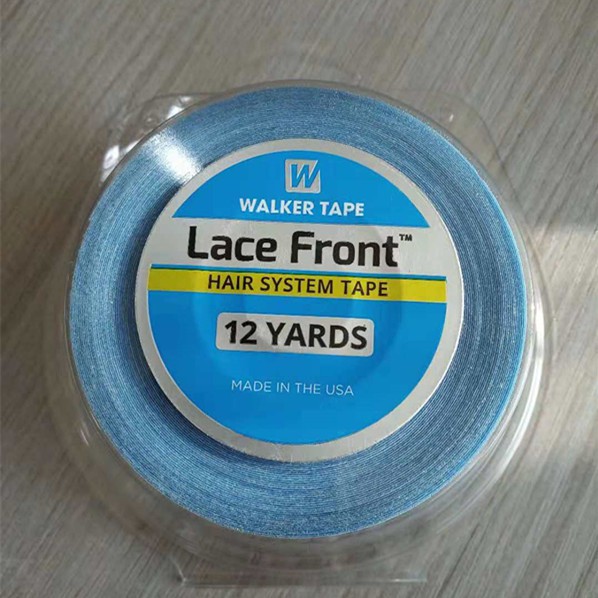 W
WALKER TAPE
Lace Front™
HAIR SYSTEM TAPE
12 YARDS
MADE IN THE USA